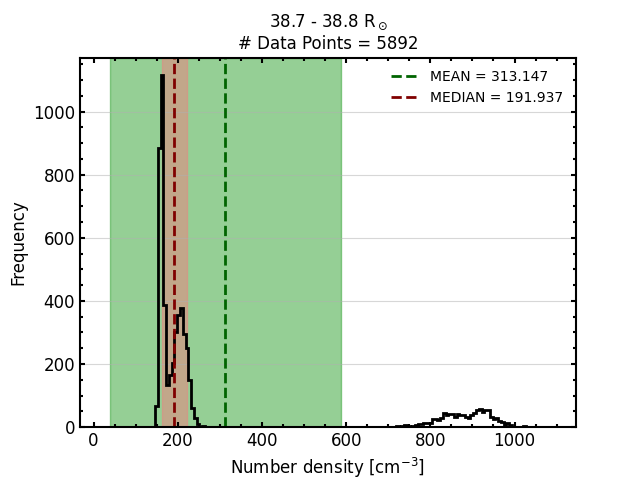 38.7 - 38.8 R⊙
# Data Points = 5892
MEAN = 313.147
MEDIAN = 191.937
Frequency
1000
800
600
400
200
0
0 200 400 600 800 1000
Number density [cm⁻³]